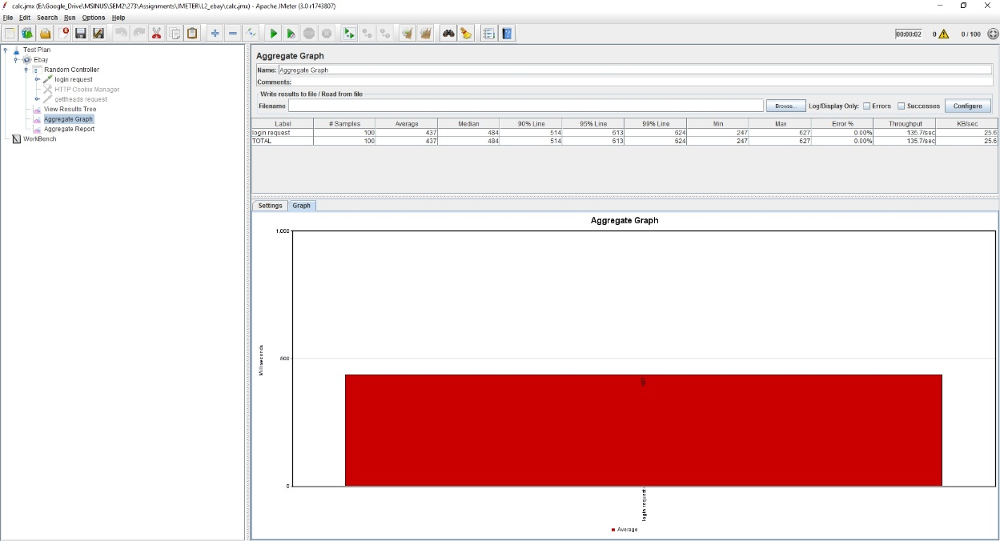 calc.jmx (E:\Google_Drive\MSINUS\SEM2\273\Assignments\JMETER\L2_ebay\calc.jmx) - Apache JMeter (3.0 r1743807)
File Edit Search Run Options Help
00:00:02 0 0 / 100
Test Plan
Ebay
Random Controller
login request
HTTP Cookie Manager
gettheads request
View Results Tree
Aggregate Graph
Aggregate Report
WorkBench
Aggregate Graph
Name: Aggregate Graph
Comments:
Write results to file / Read from file
Filename Browse... Log/Display Only: Errors Successes Configure
Label # Samples Average Median 90% Line 95% Line 99% Line Min Max Error % Throughput KB/sec
login request 100 437 484 514 613 624 247 627 0.00% 135.7/sec 25.6
TOTAL 100 437 484 514 613 624 247 627 0.00% 135.7/sec 25.6
Settings Graph
Aggregate Graph
1,000
500
0
Milliseconds
437
login request
Average